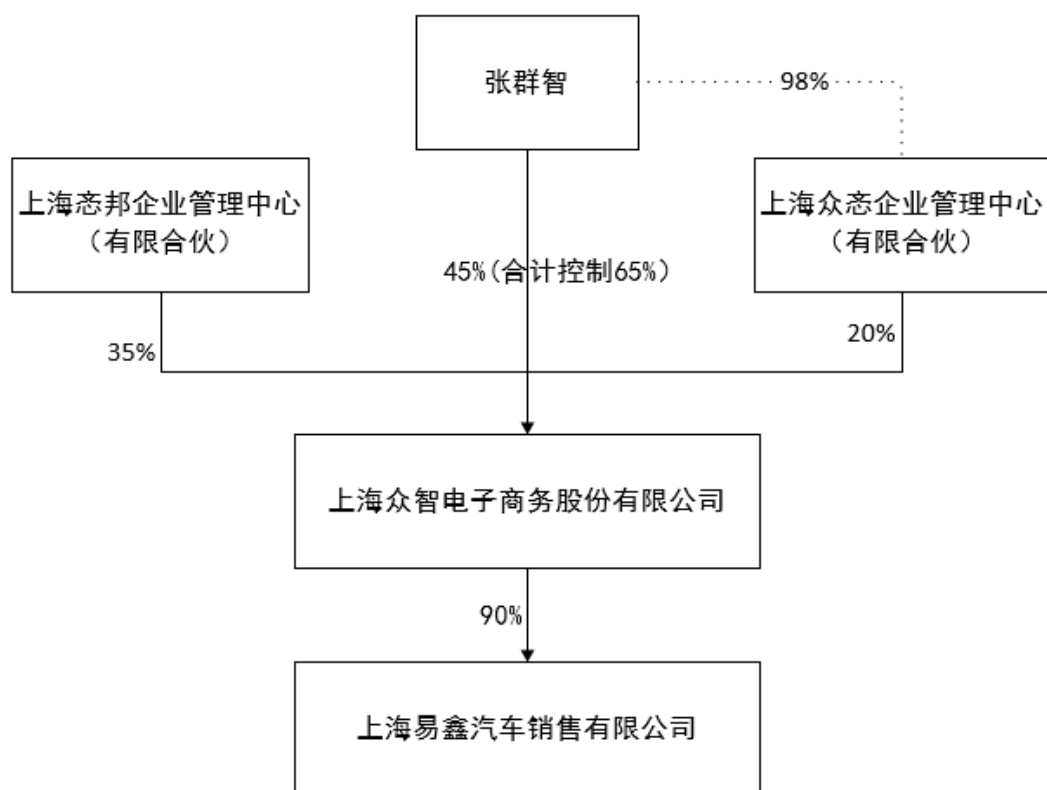 张群智
98%
上海忞邦企业管理中心
（有限合伙）
上海众忞企业管理中心
（有限合伙）
45%(合计控制65%)
35%
20%
上海众智电子商务股份有限公司
90%
上海易鑫汽车销售有限公司